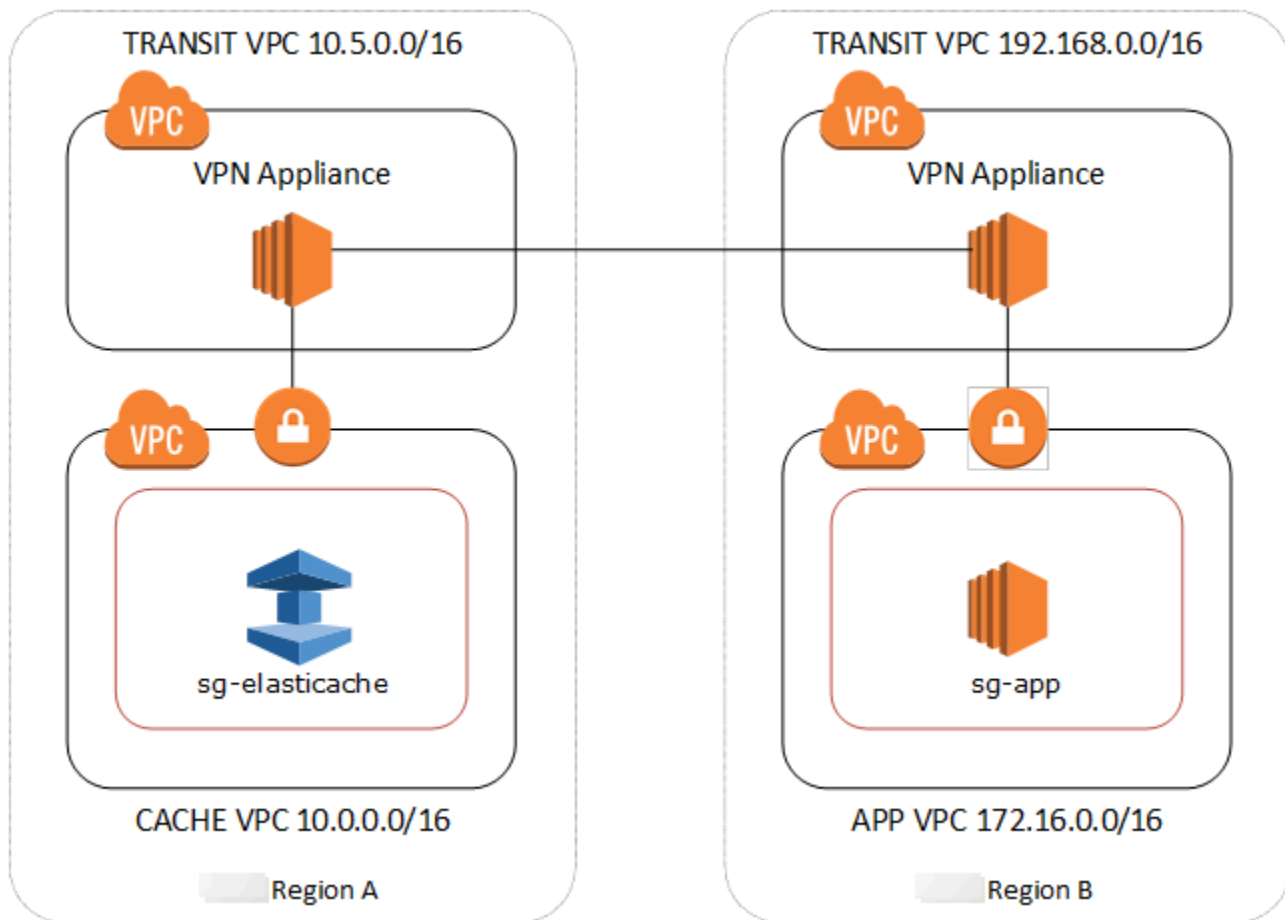 TRANSIT VPC 10.5.0.0/16
VPC
VPN Appliance
VPC
sg-elasticache
CACHE VPC 10.0.0.0/16
Region A
TRANSIT VPC 192.168.0.0/16
VPC
VPN Appliance
VPC
sg-app
APP VPC 172.16.0.0/16
Region B